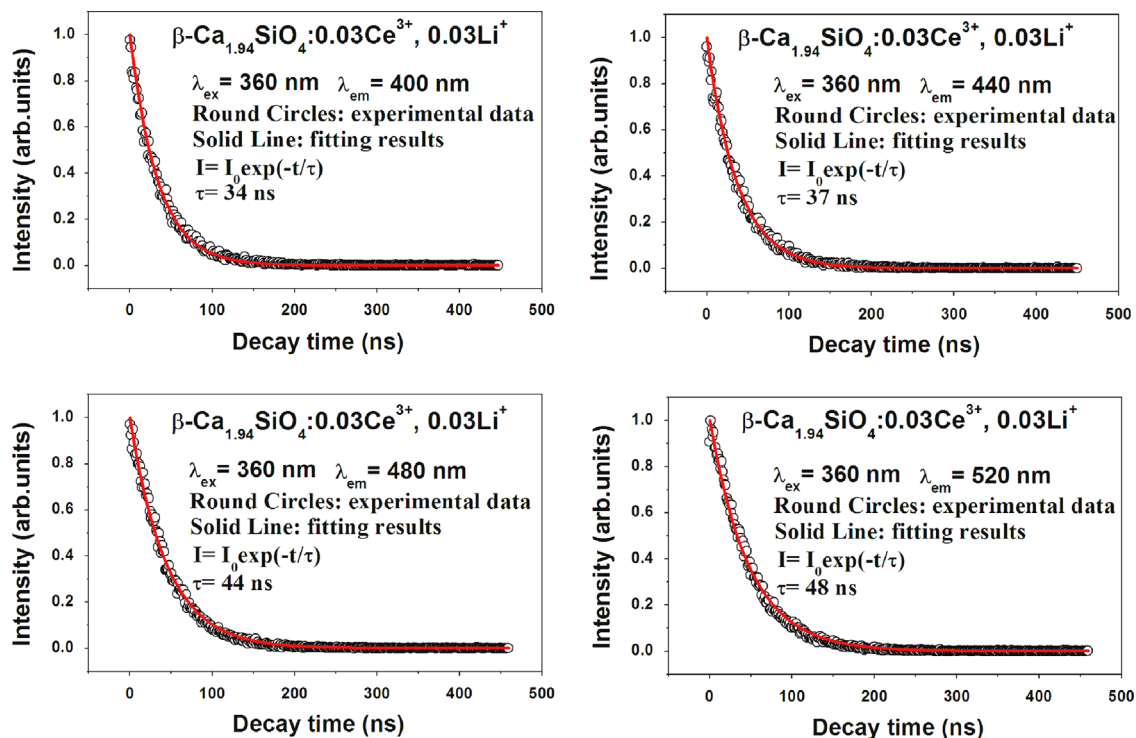 β-Ca₁.₉₄SiO₄:0.03Ce³⁺, 0.03Li⁺
λex = 360 nm λem = 400 nm
Round Circles: experimental data
Solid Line: fitting results
I= I₀exp(-t/τ)
τ= 34 ns
Intensity (arb.units)
1.0
0.8
0.6
0.4
0.2
0.0
0 100 200 300 400 500
Decay time (ns)
β-Ca₁.₉₄SiO₄:0.03Ce³⁺, 0.03Li⁺
λex = 360 nm λem = 440 nm
Round Circles: experimental data
Solid Line: fitting results
I= I₀exp(-t/τ)
τ= 37 ns
Intensity (arb.units)
1.0
0.8
0.6
0.4
0.2
0.0
0 100 200 300 400 500
Decay time (ns)
β-Ca₁.₉₄SiO₄:0.03Ce³⁺, 0.03Li⁺
λex = 360 nm λem = 480 nm
Round Circles: experimental data
Solid Line: fitting results
I= I₀exp(-t/τ)
τ= 44 ns
Intensity (arb.units)
1.0
0.8
0.6
0.4
0.2
0.0
0 100 200 300 400 500
Decay time (ns)
β-Ca₁.₉₄SiO₄:0.03Ce³⁺, 0.03Li⁺
λex = 360 nm λem = 520 nm
Round Circles: experimental data
Solid Line: fitting results
I= I₀exp(-t/τ)
τ= 48 ns
Intensity (arb.units)
1.0
0.8
0.6
0.4
0.2
0.0
0 100 200 300 400 500
Decay time (ns)